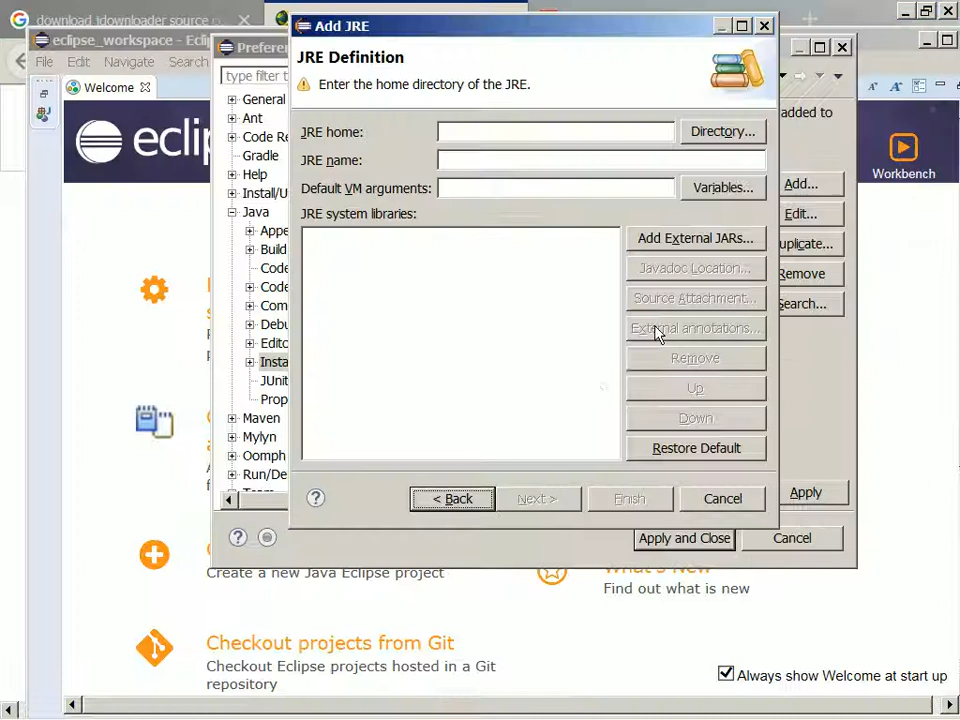 download jdownloader source c
eclipse_workspace - Ecli
File Edit Navigate Search
Welcome
eclip
Workbench
Create a new Java Eclipse project
Checkout projects from Git
Checkout Eclipse projects hosted in a Git
repository
What's New
Find out what is new
Always show Welcome at start up
Preferen
type filter t
General
Ant
Code Re
Gradle
Help
Install/U
Java
Appe
Build
Code
Code
Com
Debu
Edito
Insta
JUnit
Prop
Maven
Mylyn
Oomph
Run/De
Team
added to
Add...
Edit...
uplicate...
Remove
Search...
Apply
Apply and Close
Cancel
Add JRE
JRE Definition
Enter the home directory of the JRE.
JRE home:
Directory...
JRE name:
Default VM arguments:
Variables...
JRE system libraries:
Add External JARs...
Javadoc Location...
Source Attachment...
External annotations...
Remove
Up
Down
Restore Default
< Back
Next >
Finish
Cancel